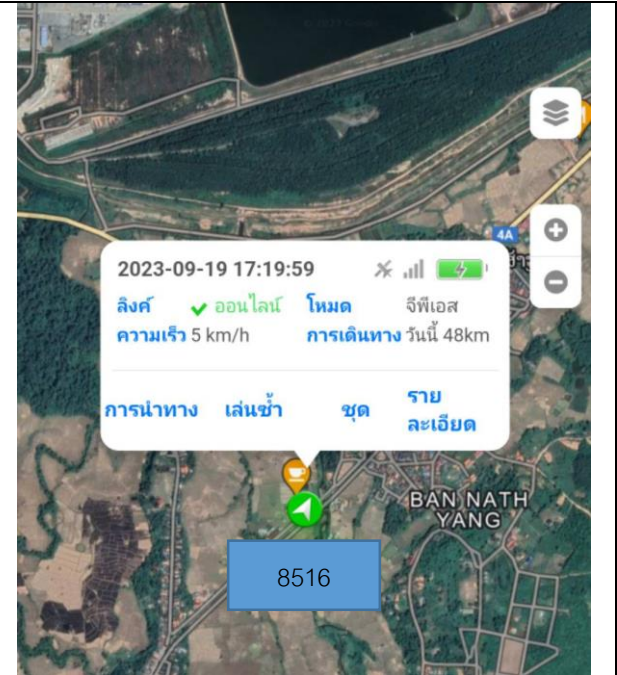 4A
2023-09-19 17:19:59
ลิงค์ ออนไลน์ โหมด จีพีเอส
ความเร็ว 5 km/h การเดินทาง วันนี้ 48km
การนำทาง เล่นซ้ำ ชุด ราย
ละเอียด
BAN NATH
YANG
8516